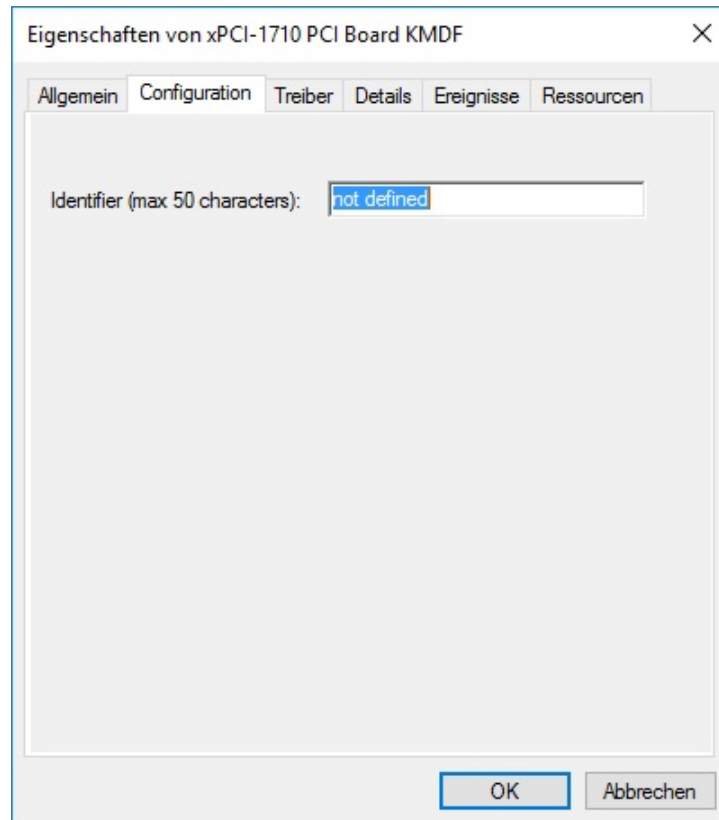 Eigenschaften von xPCI-1710 PCI Board KMDF
Allgemein Configuration Treiber Details Ereignisse Ressourcen
Identifier (max 50 characters): not defined
OK Abbrechen